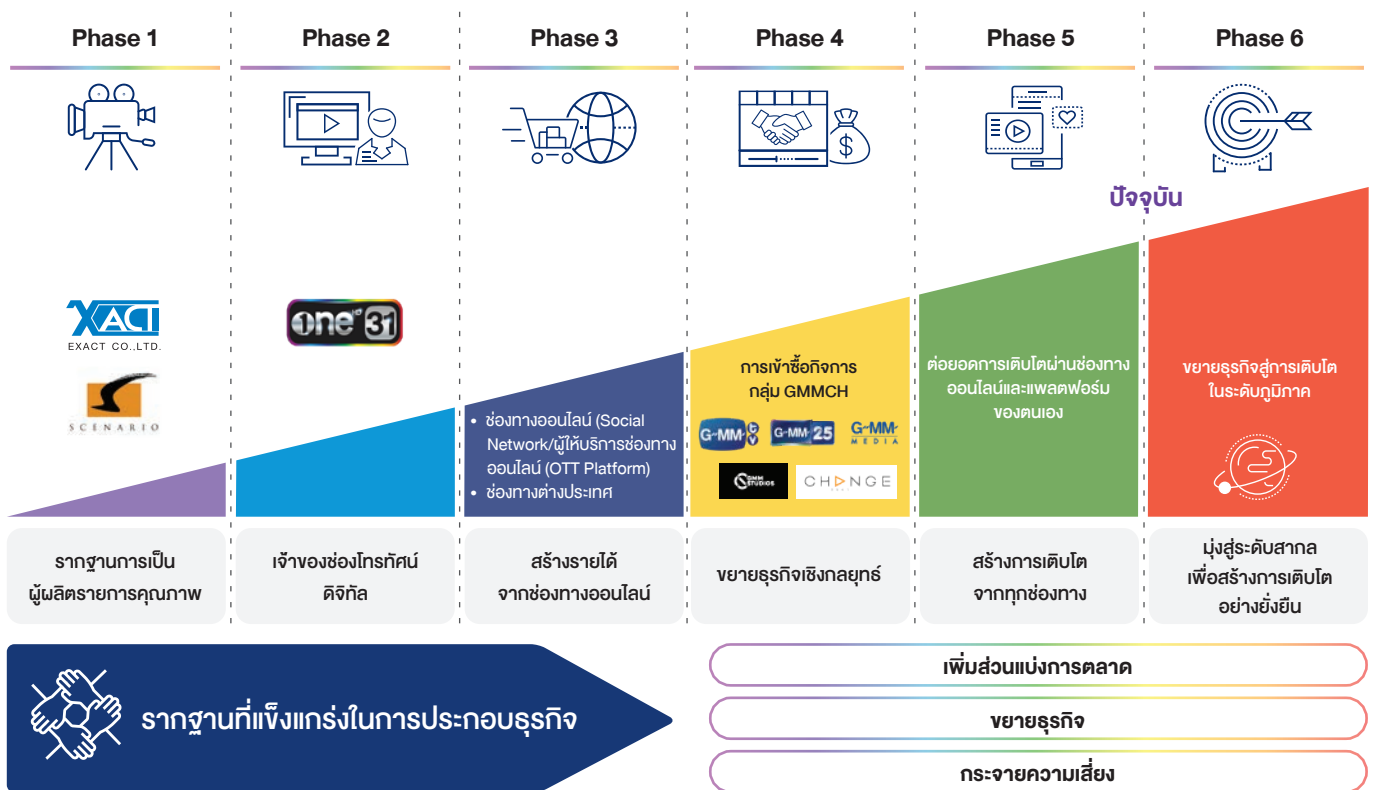 Phase 1
Phase 2
Phase 3
Phase 4
Phase 5
Phase 6
ปัจจุบัน
EXACT
EXACT CO.,LTD.
SCENARIO
one HD 31
• ช่องทางออนไลน์ (Social
Network/ผู้ให้บริการช่องทาง
ออนไลน์ (OTT Platform)
• ช่องทางต่างประเทศ
การเข้าซื้อกิจการ
กลุ่ม GMMCH
G-MM-tv
G-MM-25
G-MM-
MEDIA
GMM
STUDIOS
CHANGE
ต่อยอดการเติบโตผ่านช่องทาง
ออนไลน์และแพลตฟอร์ม
ของตนเอง
ขยายธุรกิจสู่การเติบโต
ในระดับภูมิภาค
รากฐานการเป็น
ผู้ผลิตรายการคุณภาพ
เจ้าของช่องโทรทัศน์
ดิจิทัล
สร้างรายได้
จากช่องทางออนไลน์
ขยายธุรกิจเชิงกลยุทธ์
สร้างการเติบโต
จากทุกช่องทาง
มุ่งสู่ระดับสากล
เพื่อสร้างการเติบโต
อย่างยั่งยืน
รากฐานที่แข็งแกร่งในการประกอบธุรกิจ
เพิ่มส่วนแบ่งการตลาด
ขยายธุรกิจ
กระจายความเสี่ยง